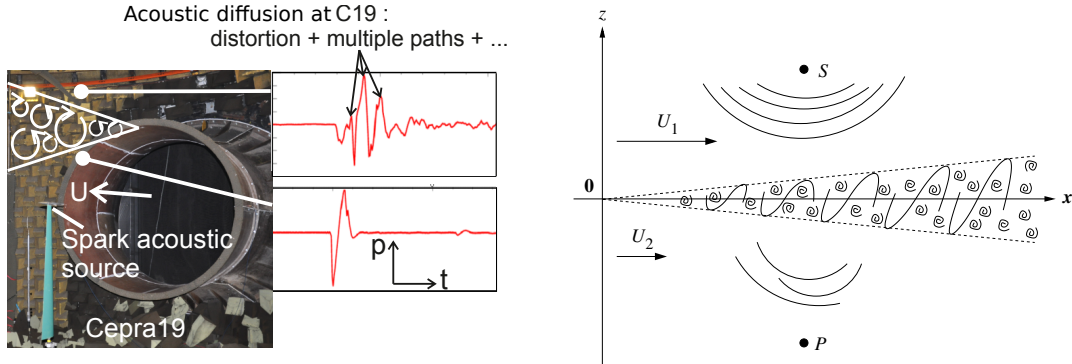 Acoustic diffusion at C19 :
distortion + multiple paths + ...
U
Spark acoustic
source
Cepra19
p
t
z
S
U1
0
x
U2
P